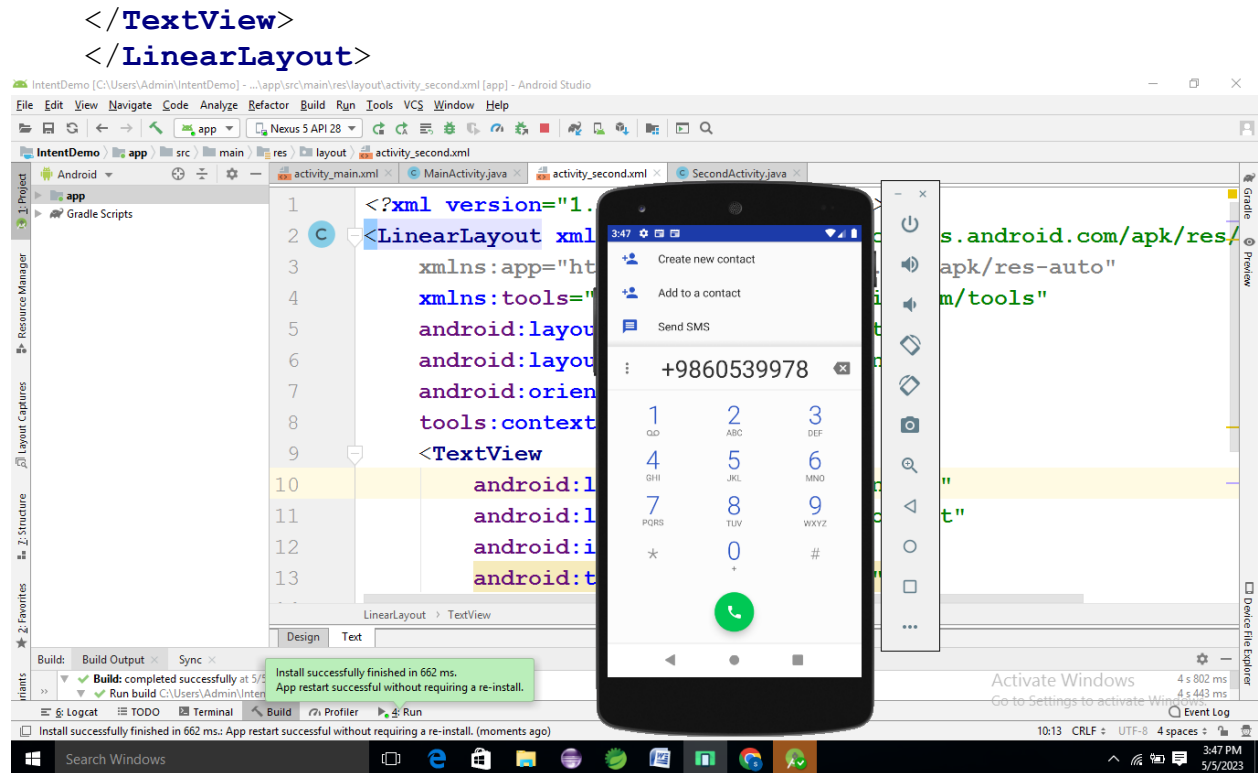 </TextView>
</LinearLayout>
IntentDemo [C:\Users\Admin\IntentDemo] - ...\app\src\main\res\layout\activity_second.xml [app] - Android Studio
File Edit View Navigate Code Analyze Refactor Build Run Tools VCS Window Help
app Nexus 5 API 28
IntentDemo app src main res layout activity_second.xml
Android activity_main.xml MainActivity.java activity_second.xml SecondActivity.java
1: Project
Resource Manager
Layout Captures
7: Structure
2: Favorites
app
Gradle Scripts
1 <?xml version="1.
2 <LinearLayout xml s.android.com/apk/res/
3 xmlns:app="ht apk/res-auto"
4 xmlns:tools=" m/tools"
5 android:layou
6 android:layou
7 android:orien
8 tools:context
9 <TextView
10 android:l "
11 android:l t"
12 android:i
13 android:t "
LinearLayout TextView
Design Text
3:47
Create new contact
Add to a contact
Send SMS
+9860539978
1 2 ABC 3 DEF
4 GHI 5 JKL 6 MNO
7 PQRS 8 TUV 9 WXYZ
* 0 + #
Gradle
Preview
Device File Explorer
Build: Build Output Sync
Build: completed successfully at 5/5
Run build C:\Users\Admin\Inten
Install successfully finished in 662 ms.
App restart successful without requiring a re-install.
4 s 802 ms
4 s 443 ms
Activate Windows
Go to Settings to activate Windows.
6: Logcat TODO Terminal Build Profiler 4: Run Event Log
Install successfully finished in 662 ms.: App restart successful without requiring a re-install. (moments ago) 10:13 CRLF UTF-8 4 spaces
Search Windows
3:47 PM
5/5/2023